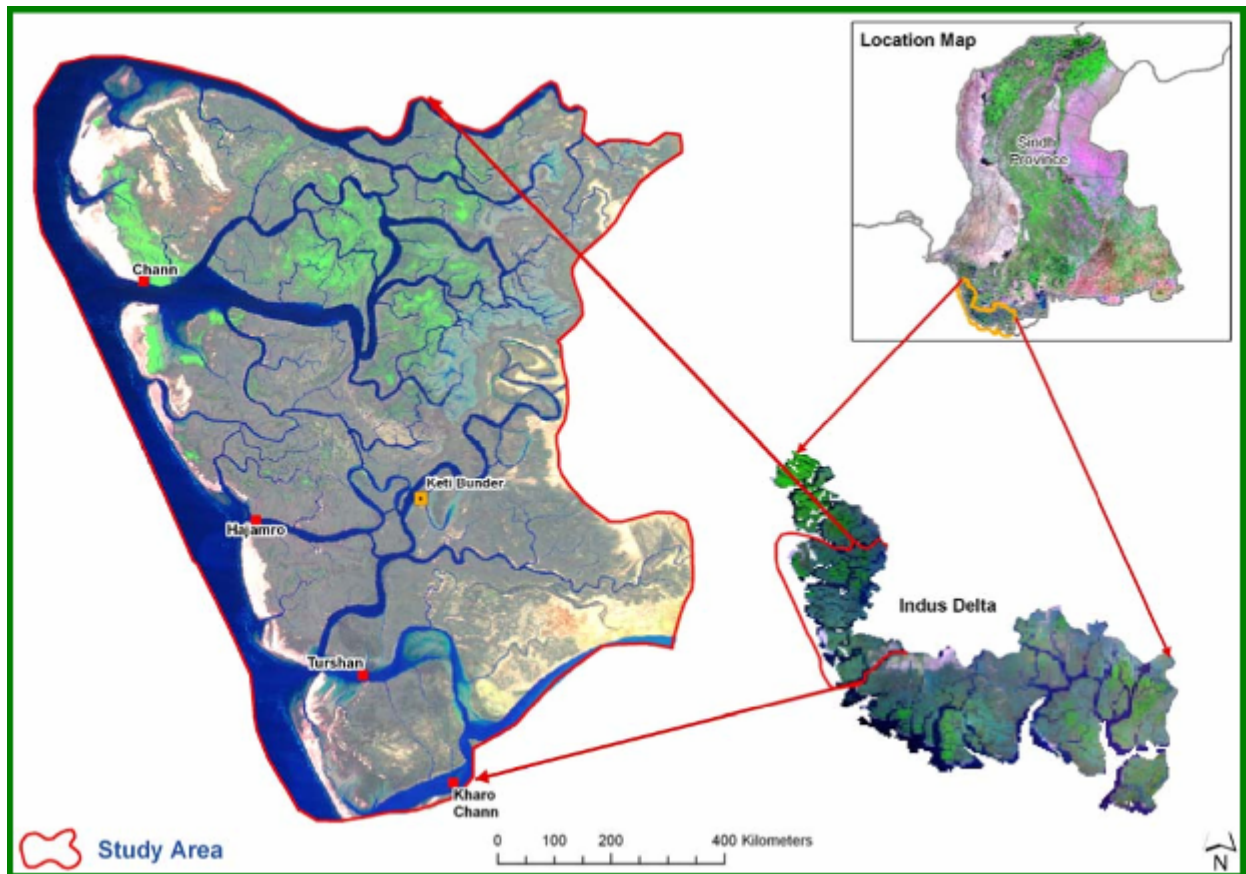 Location Map
Sindh
Province
Chann
Keti Bunder
Hajamro
Indus Delta
Turshan
Kharo
Chann
Study Area
0 100 200 400 Kilometers
N